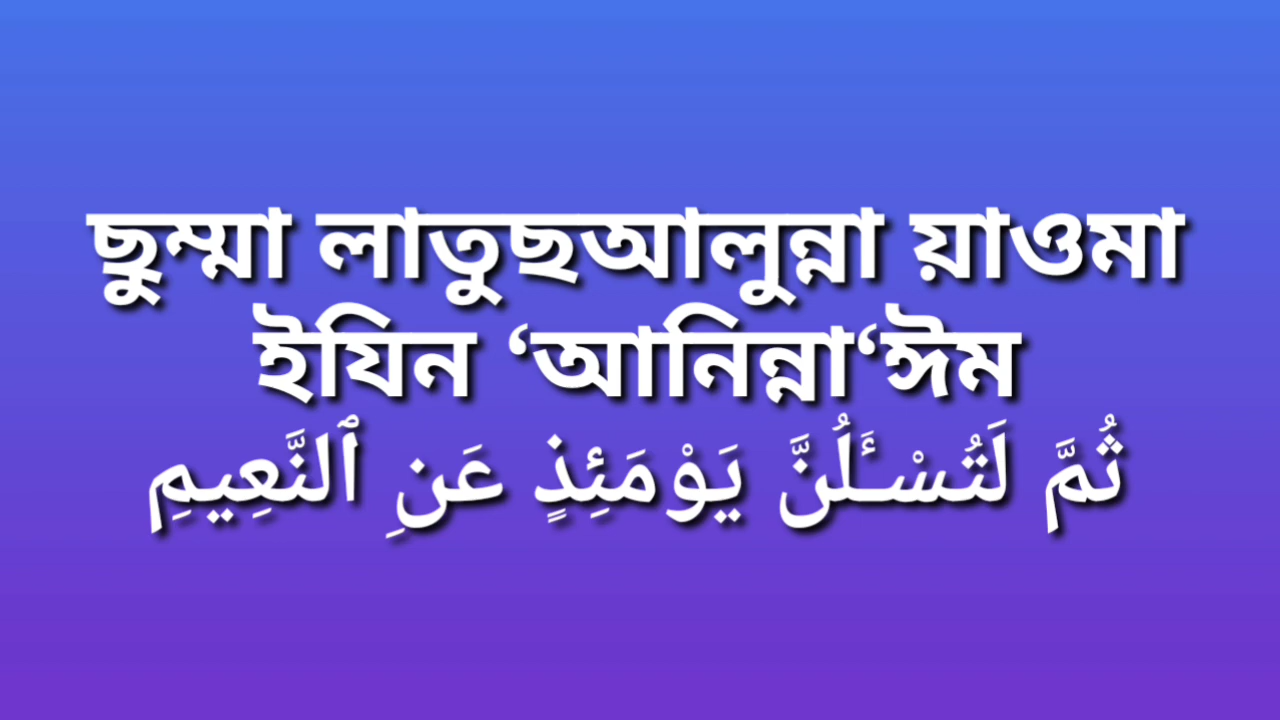 ছুম্মা লাতুছআলুন্না য়াওমা
ইযিন ‘আনিন্না‘ঈম
ثُمَّ لَتُسْـَٔلُنَّ يَوْمَئِذٍ عَنِ ٱلنَّعِيمِ